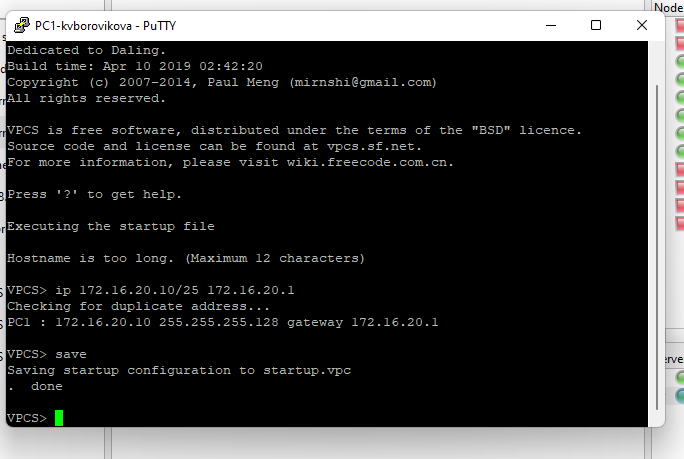 Node
PC1-kvborovikova - PuTTY
Dedicated to Daling.
Build time: Apr 10 2019 02:42:20
Copyright (c) 2007-2014, Paul Meng (mirnshi@gmail.com)
All rights reserved.
VPCS is free software, distributed under the terms of the "BSD" licence.
Source code and license can be found at vpcs.sf.net.
For more information, please visit wiki.freecode.com.cn.
Press '?' to get help.
Executing the startup file
Hostname is too long. (Maximum 12 characters)
VPCS> ip 172.16.20.10/25 172.16.20.1
Checking for duplicate address...
PC1 : 172.16.20.10 255.255.255.128 gateway 172.16.20.1
VPCS> save
Saving startup configuration to startup.vpc
.  done
VPCS>
erve